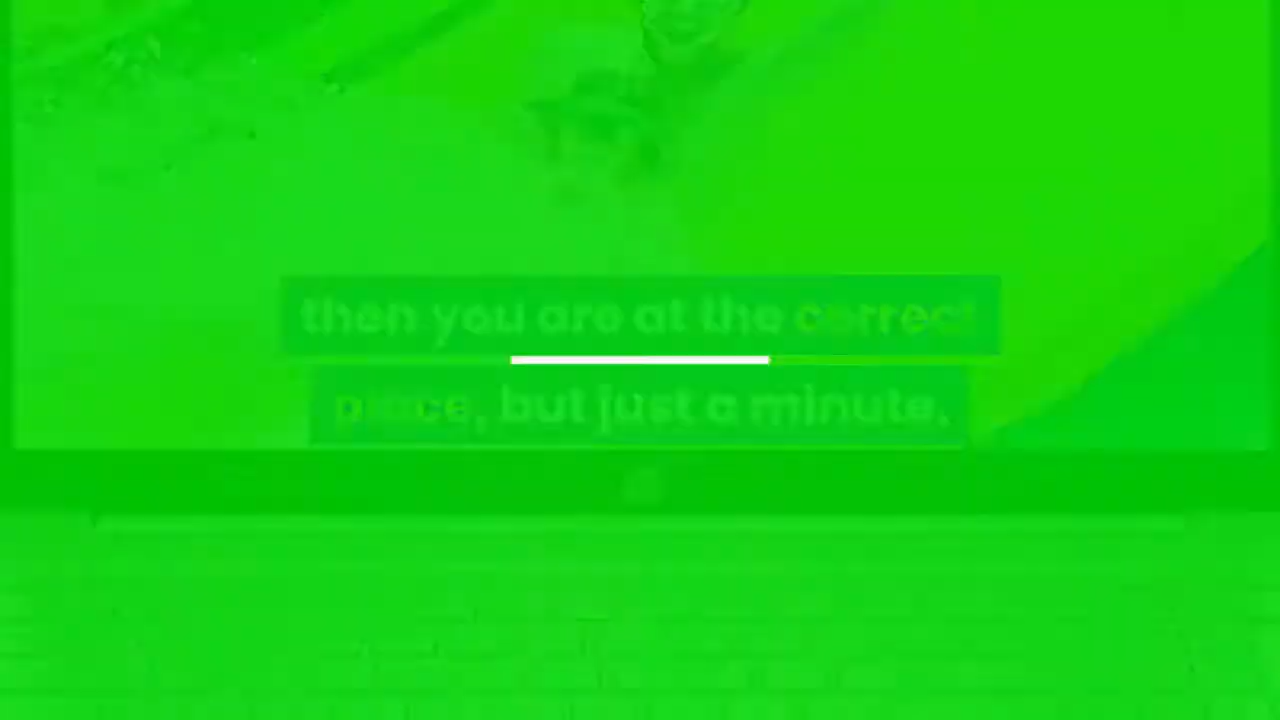 then you are at the correct
place, but just a minute.